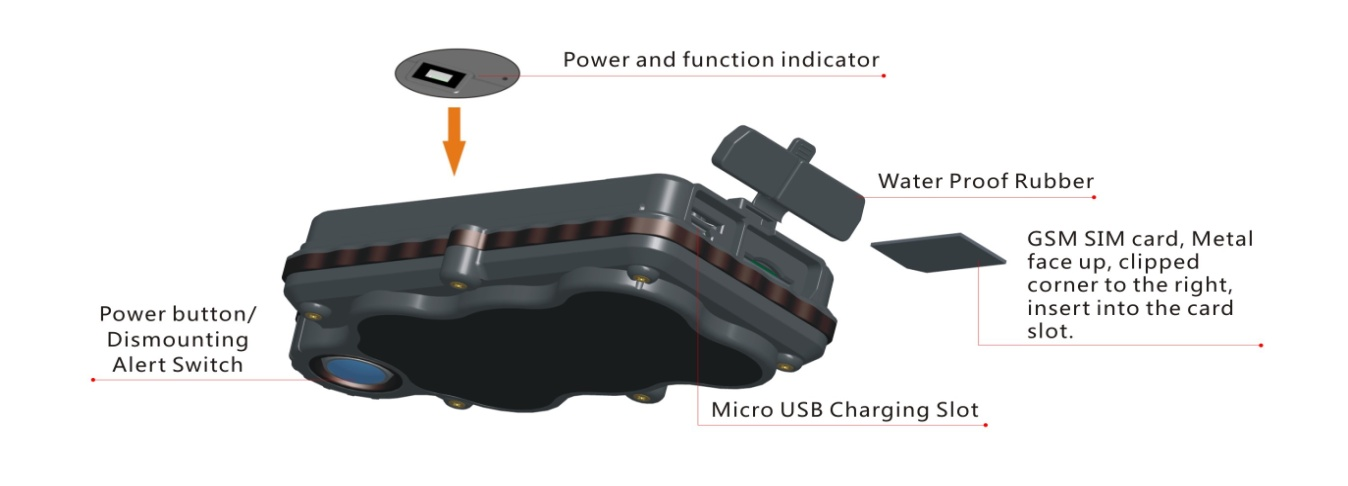 Power and function indicator
Water Proof Rubber
GSM SIM card, Metal
face up, clipped
corner to the right,
insert into the card
slot.
Power button/
Dismounting
Alert Switch
Micro USB Charging Slot